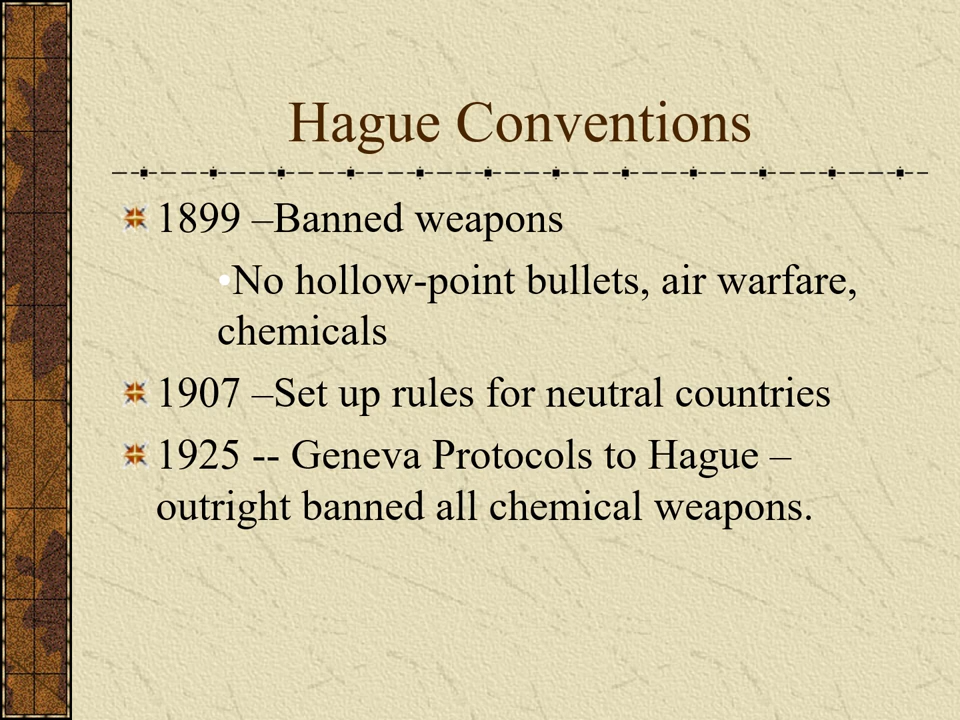 Hague Conventions
1899 –Banned weapons
•No hollow-point bullets, air warfare,
chemicals
1907 –Set up rules for neutral countries
1925 -- Geneva Protocols to Hague –
outright banned all chemical weapons.